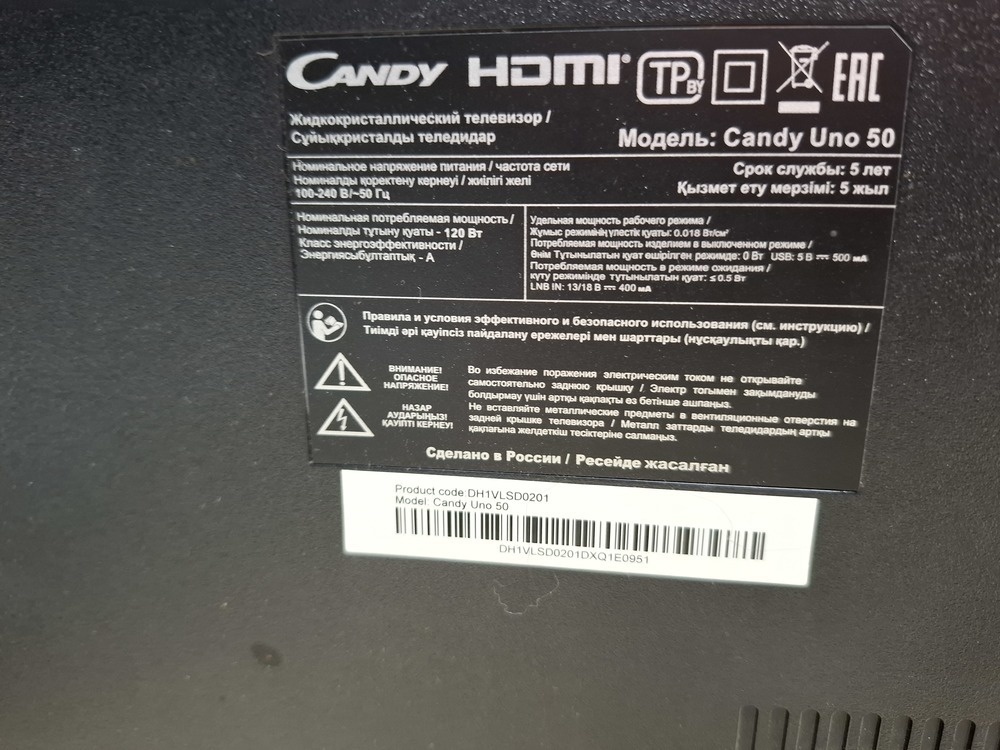 CANDY HDMI TP BY EAC
Жидкокристаллический телевизор /
Сұйыққристалды теледидар
Модель: Candy Uno 50
Номинальное напряжение питания / частота сети
Номиналды қоректену кернеуі / жиілігі желі
100-240 В/~50 Гц
Срок службы: 5 лет
Қызмет ету мерзімі: 5 жыл
Номинальная потребляемая мощность /
Номиналды тұтыну қуаты - 120 Вт
Класс энергоэффективности /
Энергиясыбұлтаптық - А
Удельная мощность рабочего режима /
Жұмыс режимінің үлестік қуаты: 0.018 Вт/см²
Потребляемая мощность изделием в выключенном режиме /
Өнім Тұтынылатын қуат өшірілген режимде: 0 Вт USB: 5 В ⎓ 500 мА
Потребляемая мощность в режиме ожидания /
күту режимінде тұтынылатын қуат: ≤ 0.5 Вт
LNB IN: 13/18 В ⎓ 400 мА
Правила и условия эффективного и безопасного использования (см. инструкцию) /
Тиімді әрі қауіпсіз пайдалану ережелері мен шарттары (нұсқаулықты қар.)
ВНИМАНИЕ!
ОПАСНОЕ
НАПРЯЖЕНИЕ!
НАЗАР
АУДАРЫҢЫЗ!
ҚАУІПТІ КЕРНЕУ!
Во избежание поражения электрическим током не открывайте
самостоятельно заднюю крышку / Электр тогымен зақымдануды
болдырмау үшін артқы қақпақты ез бетінше ашпаңыз.
Не вставляйте металлические предметы в вентиляционные отверстия на
задней крышке телевизора / Металл заттарды теледидардың артқы
қақпағына желдеткіш тесіктеріне салмаңыз.
Сделано в России / Ресейде жасалған
Product code DH1VLSD0201
Model: Candy Uno 50
DH1VLSD0201DXQ1E0951